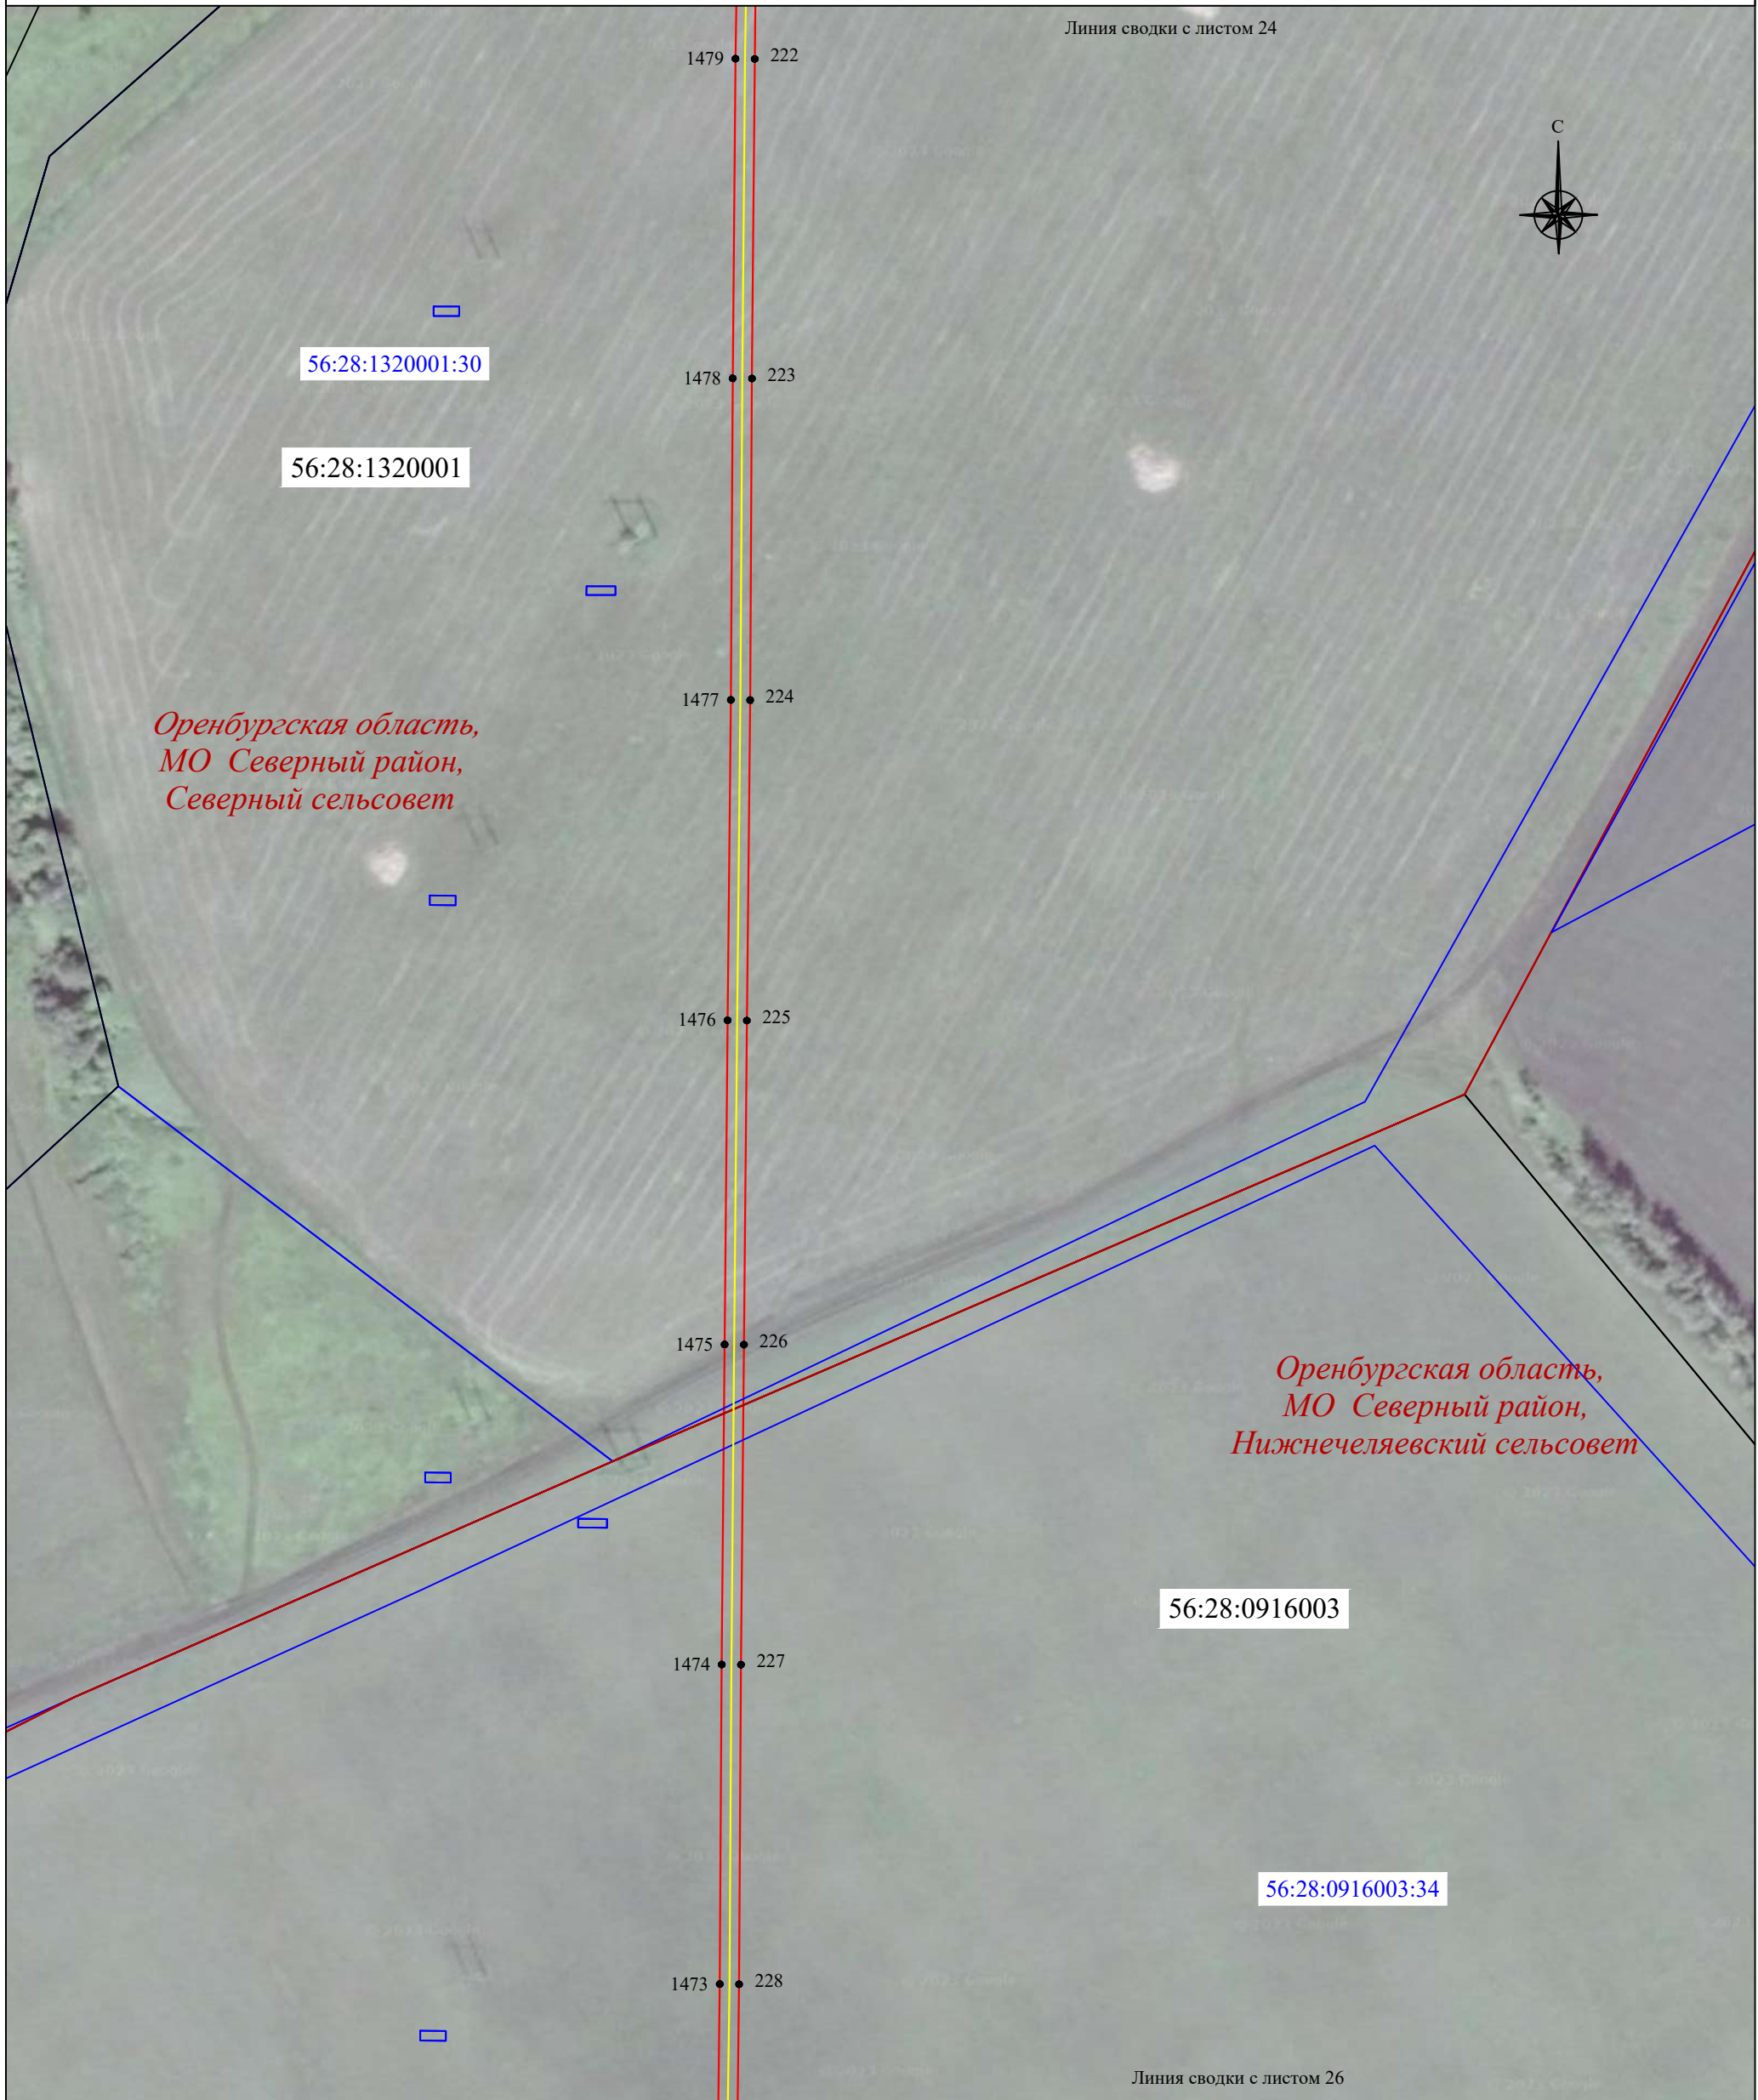 Линия сводки с листом 24
1479 222
С
56:28:1320001:30
1478 223
56:28:1320001
1477 224
Оренбургская область,
МО Северный район,
Северный сельсовет
1476 225
1475 226
Оренбургская область,
МО Северный район,
Нижнечеляевский сельсовет
56:28:0916003
1474 227
56:28:0916003:34
1473 228
Линия сводки с листом 26